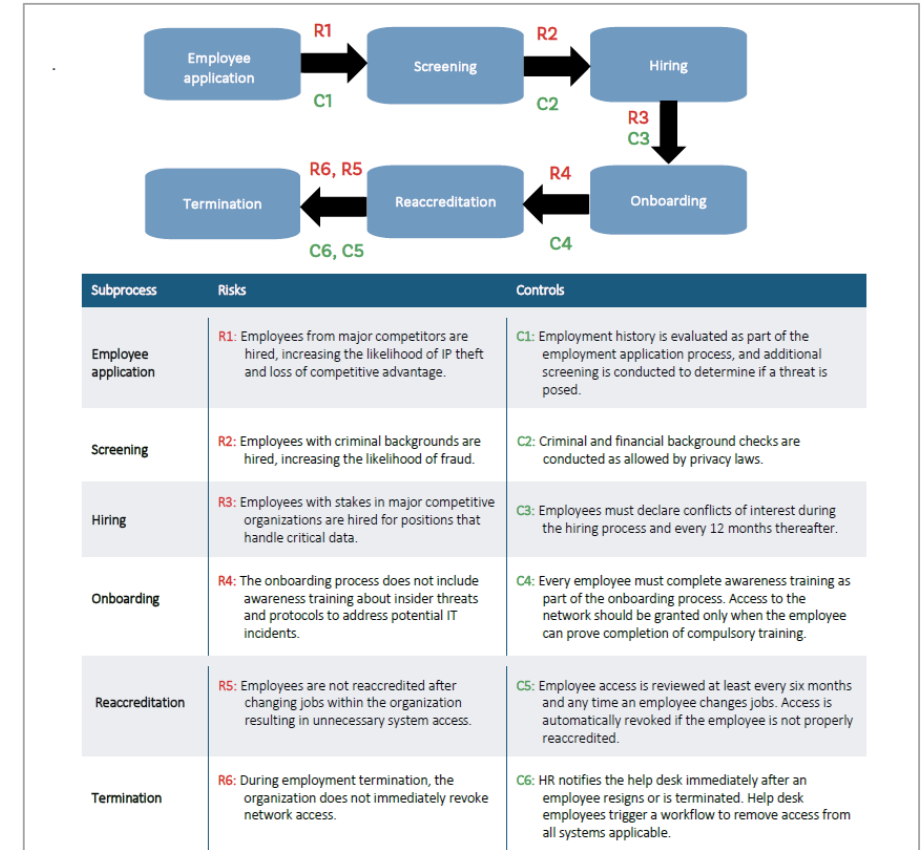 R1
R2
Employee
application
Screening
Hiring
C1
C2
R3
C3
R6, R5
R4
Termination
Reaccreditation
Onboarding
C6, C5
C4
Subprocess Risks Controls
Employee
application
R1: Employees from major competitors are
hired, increasing the likelihood of IP theft
and loss of competitive advantage.
C1: Employment history is evaluated as part of the
employment application process, and additional
screening is conducted to determine if a threat is
posed.
Screening
R2: Employees with criminal backgrounds are
hired, increasing the likelihood of fraud.
C2: Criminal and financial background checks are
conducted as allowed by privacy laws.
Hiring
R3: Employees with stakes in major competitive
organizations are hired for positions that
handle critical data.
C3: Employees must declare conflicts of interest during
the hiring process and every 12 months thereafter.
Onboarding
R4: The onboarding process does not include
awareness training about insider threats
and protocols to address potential IT
incidents.
C4: Every employee must complete awareness training as
part of the onboarding process. Access to the
network should be granted only when the employee
can prove completion of compulsory training.
Reaccreditation
R5: Employees are not reaccredited after
changing jobs within the organization
resulting in unnecessary system access.
C5: Employee access is reviewed at least every six months
and any time an employee changes jobs. Access is
automatically revoked if the employee is not properly
reaccredited.
Termination
R6: During employment termination, the
organization does not immediately revoke
network access.
C6: HR notifies the help desk immediately after an
employee resigns or is terminated. Help desk
employees trigger a workflow to remove access from
all systems applicable.